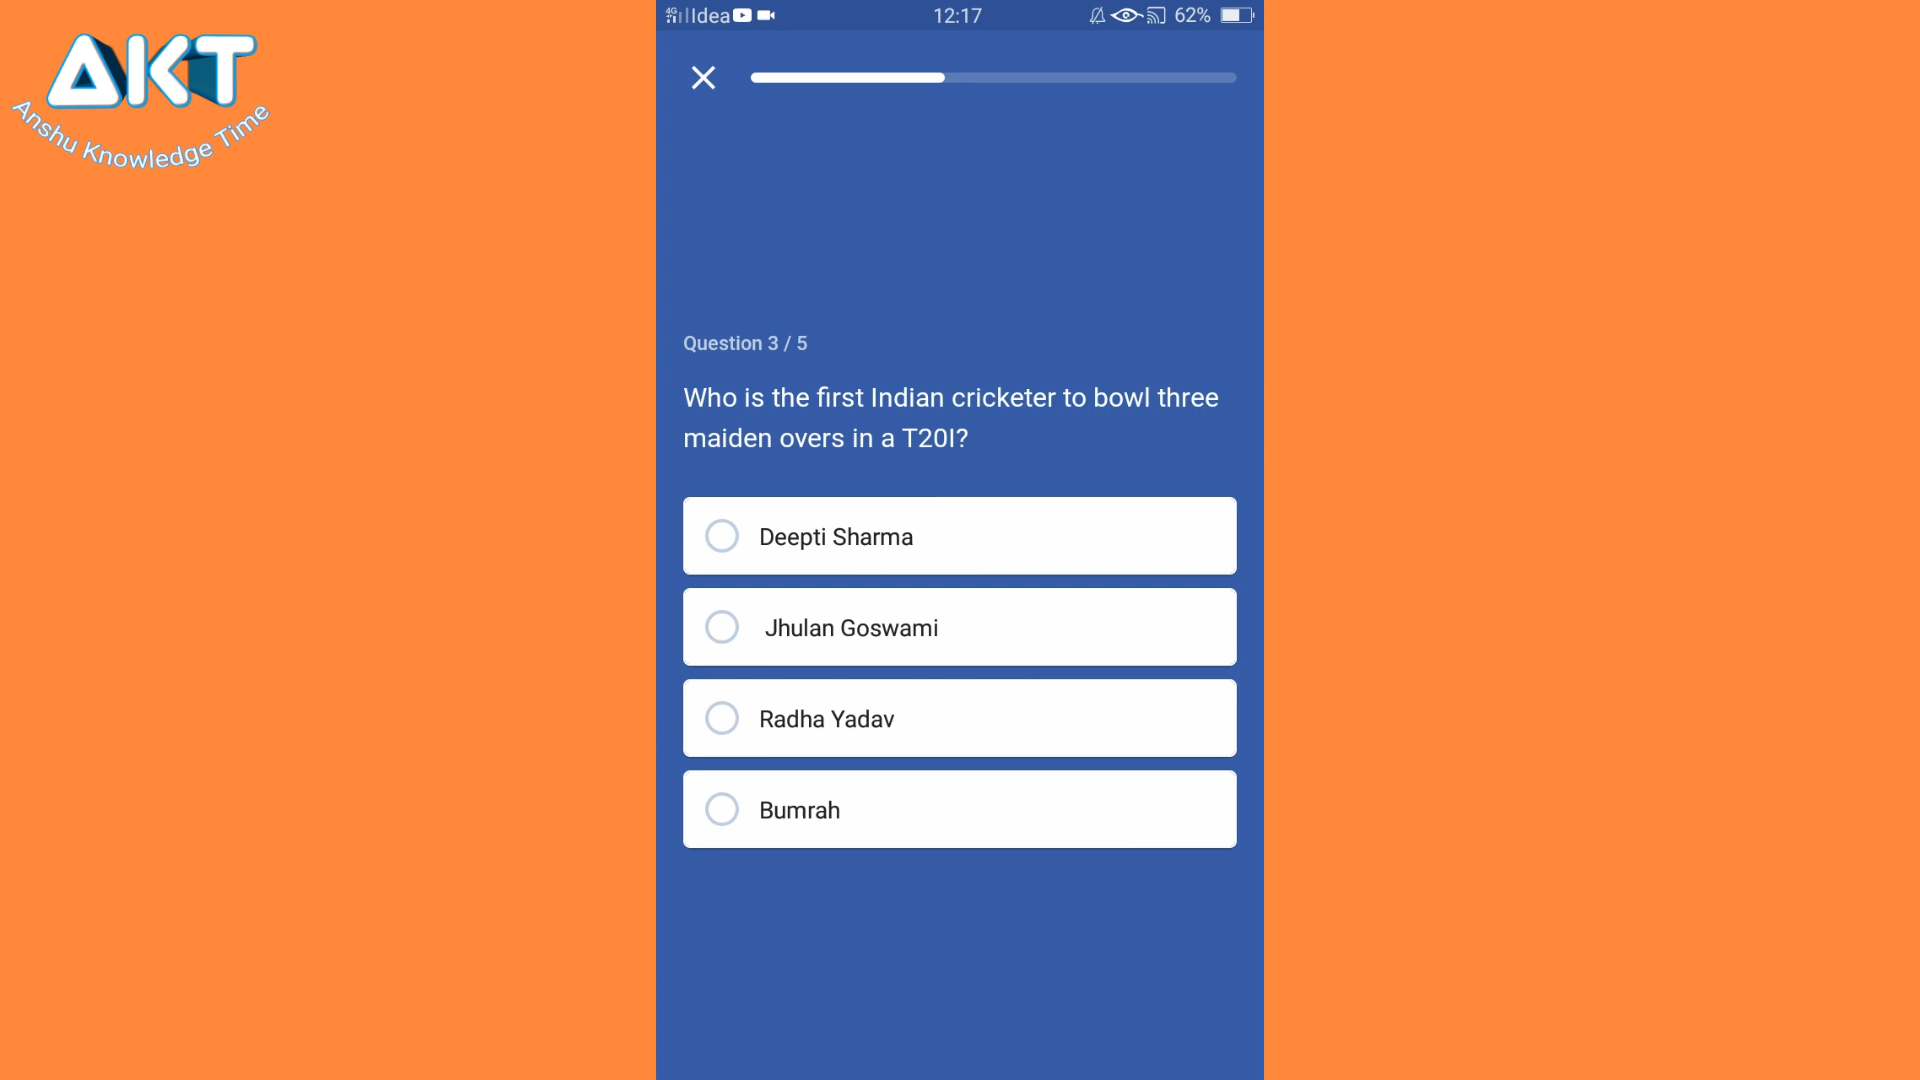 AKT
Anshu Knowledge Time
4G Idea 12:17 62%
Question 3 / 5
Who is the first Indian cricketer to bowl three
maiden overs in a T20I?
Deepti Sharma
Jhulan Goswami
Radha Yadav
Bumrah